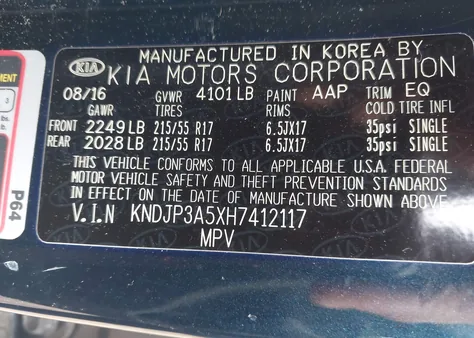 MANUFACTURED IN KOREA BY
KIA KIA MOTORS CORPORATION
08/16 GVWR 4101 LB PAINT AAP TRIM EQ
GAWR TIRES RIMS COLD TIRE INFL
FRONT 2249 LB 215/55 R17 6.5JX17 35psi SINGLE
REAR 2028 LB 215/55 R17 6.5JX17 35psi SINGLE
THIS VEHICLE CONFORMS TO ALL APPLICABLE U.S.A. FEDERAL
MOTOR VEHICLE SAFETY AND THEFT PREVENTION STANDARDS
IN EFFECT ON THE DATE OF MANUFACTURE SHOWN ABOVE.
V.I.N KNDJP3A5XH7412117
MPV
P64